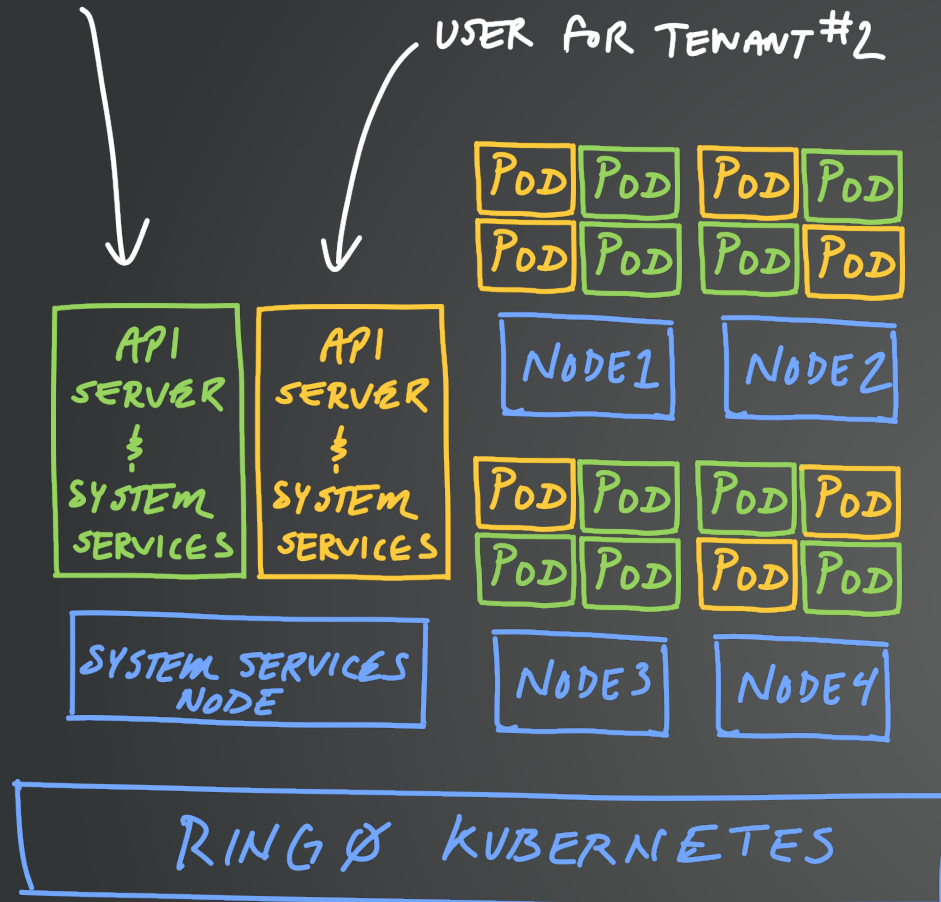 USER FOR TENANT #2
POD POD POD POD
POD POD POD POD
NODE1 NODE2
API
SERVER
&
SYSTEM
SERVICES
API
SERVER
&
SYSTEM
SERVICES
POD POD POD POD
POD POD POD POD
NODE3 NODE4
SYSTEM SERVICES
NODE
RING Ø KUBERNETES